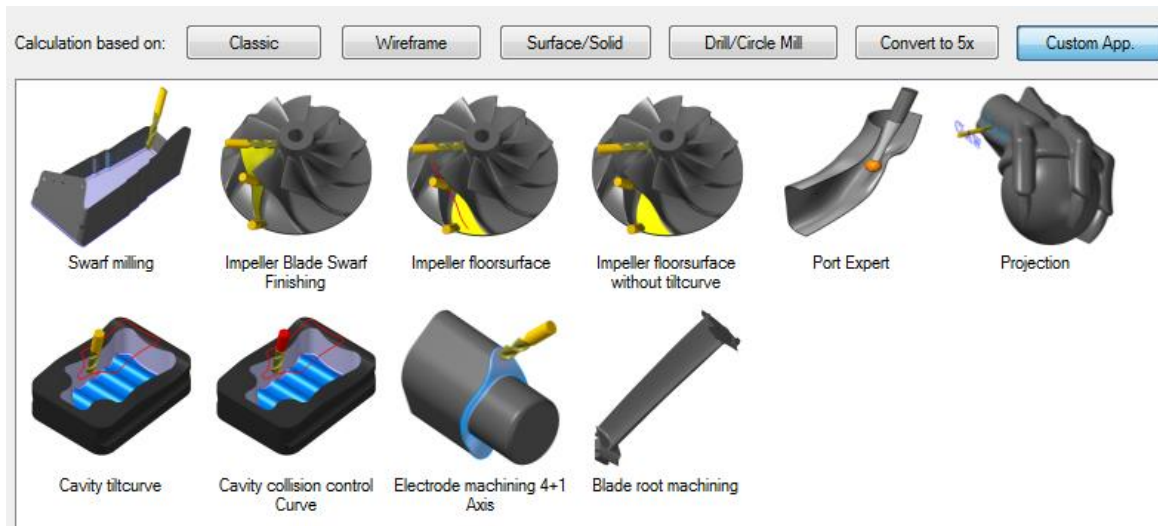 Calculation based on: Classic Wireframe Surface/Solid Drill/Circle Mill Convert to 5x Custom App.
Swarf milling Impeller Blade Swarf Impeller floorsurface Impeller floorsurface Port Expert Projection
Finishing without tiltcurve
Cavity tiltcurve Cavity collision control Electrode machining 4+1 Blade root machining
Curve Axis